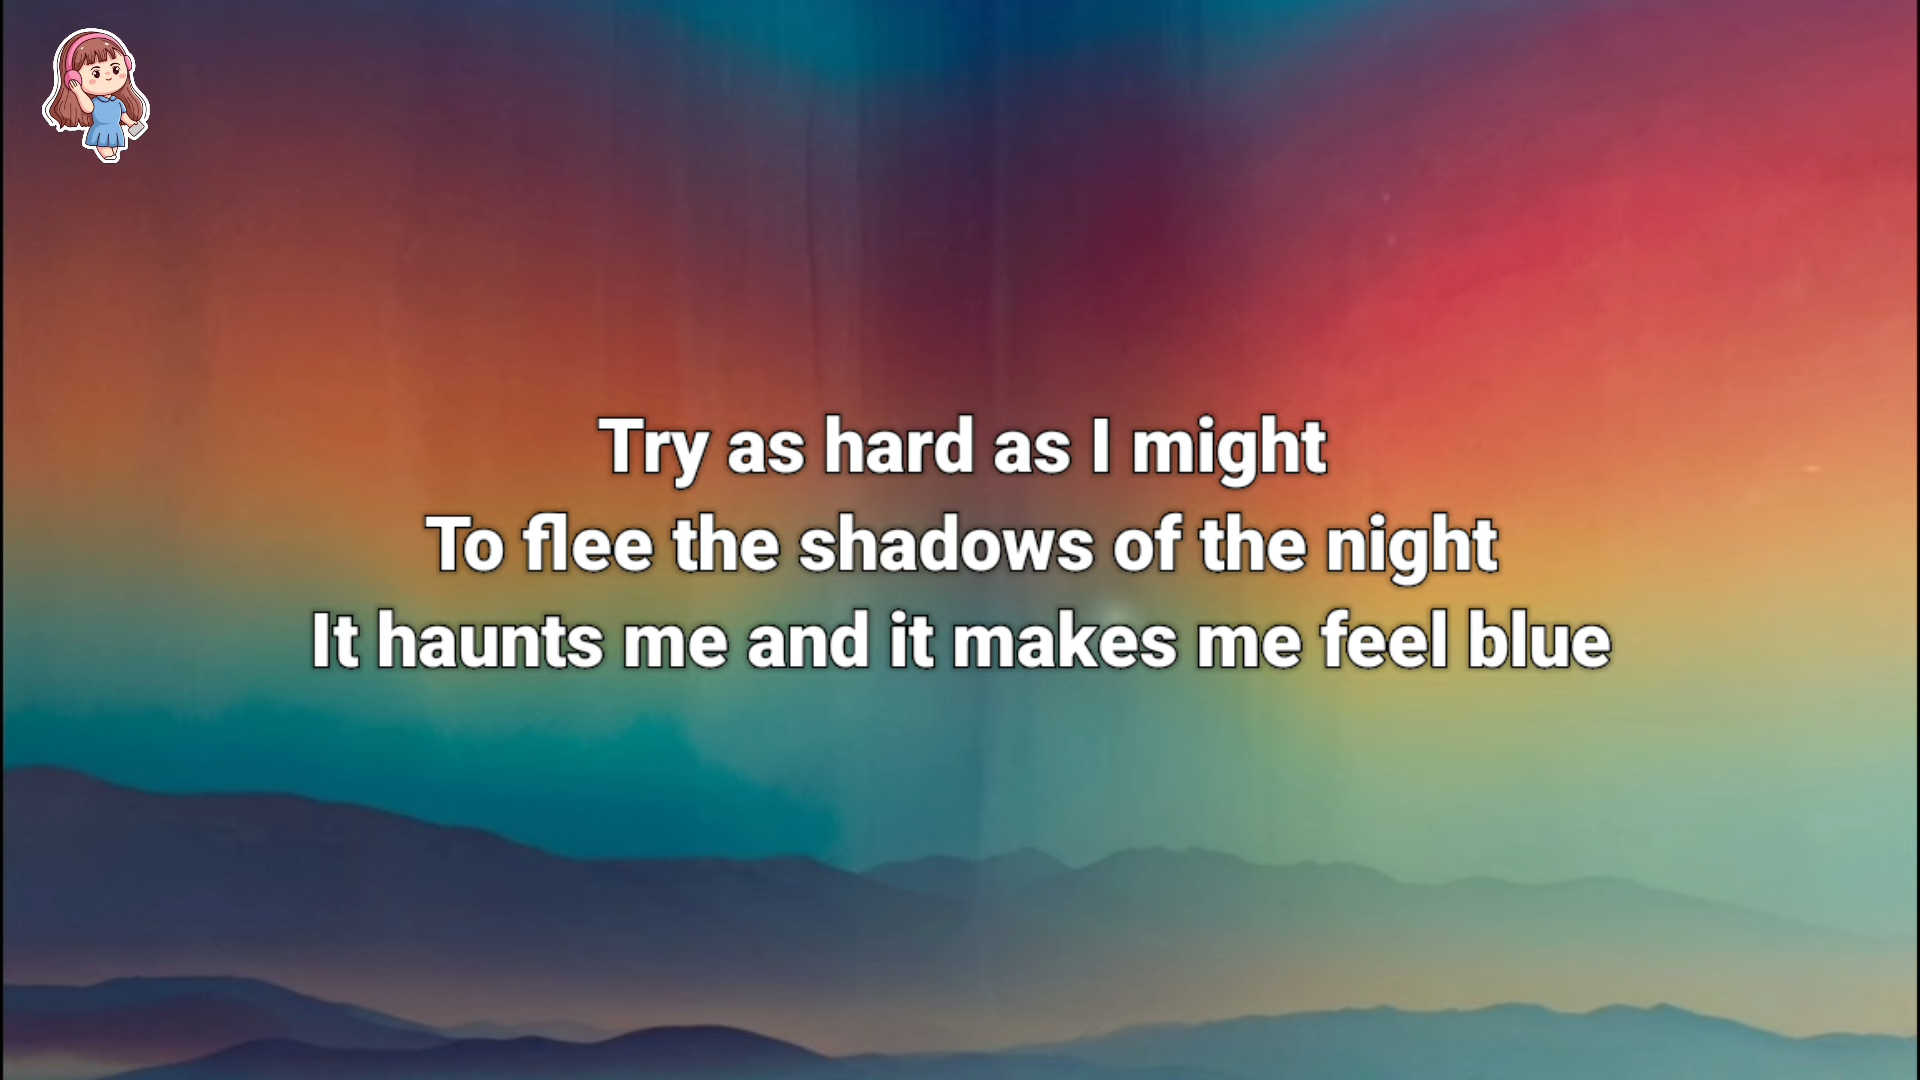 Try as hard as I might
To flee the shadows of the night
It haunts me and it makes me feel blue